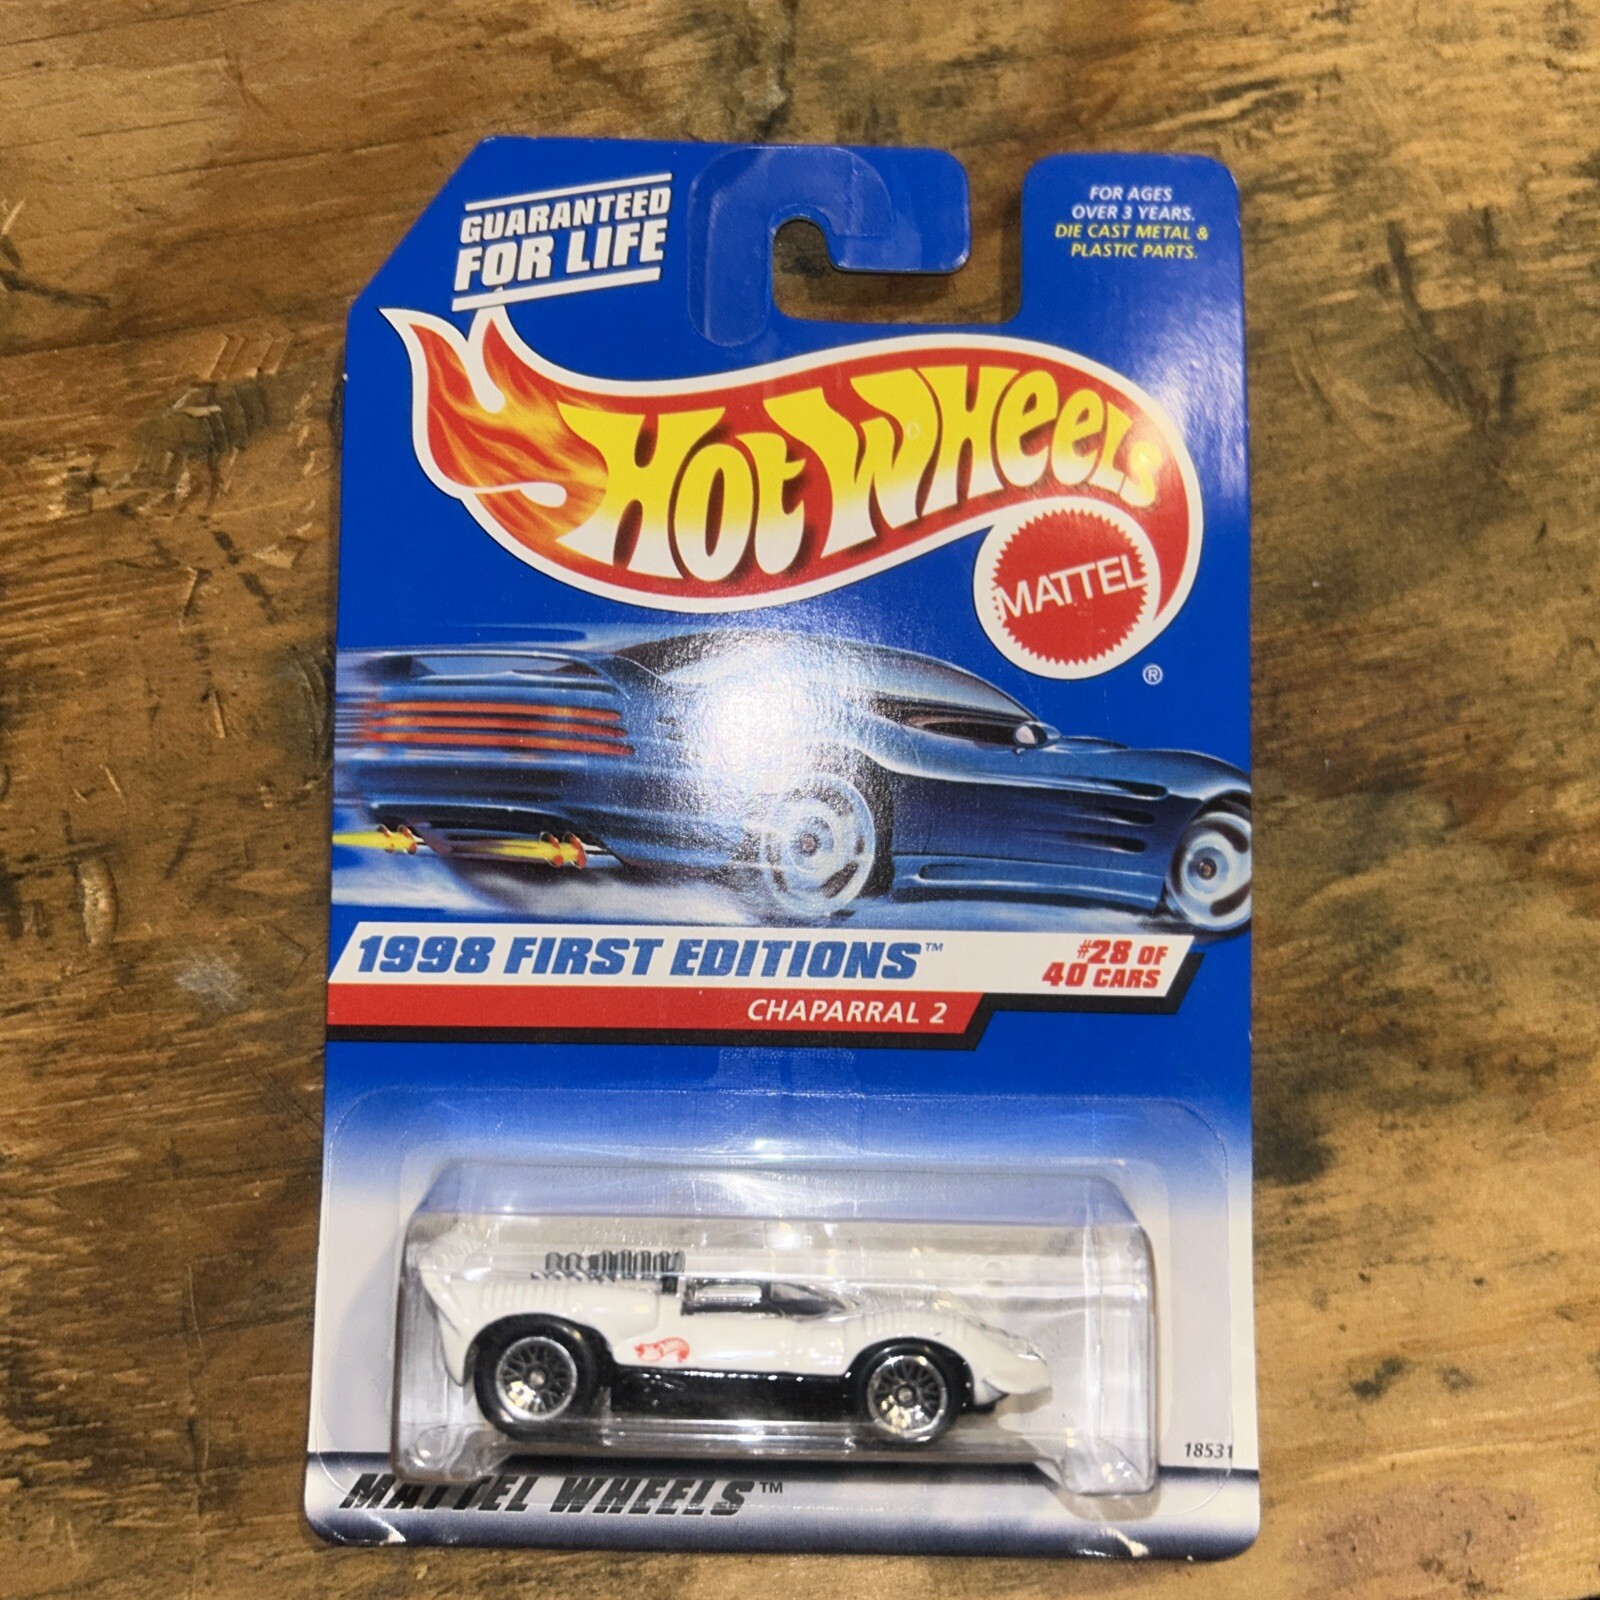 GUARANTEED
FOR LIFE
FOR AGES
OVER 3 YEARS.
DIE CAST METAL &
PLASTIC PARTS.
HOT WHEELS
MATTEL
®
1998 FIRST EDITIONS™
#28 OF
40 CARS
CHAPARRAL 2
18531
MATTEL WHEELS™